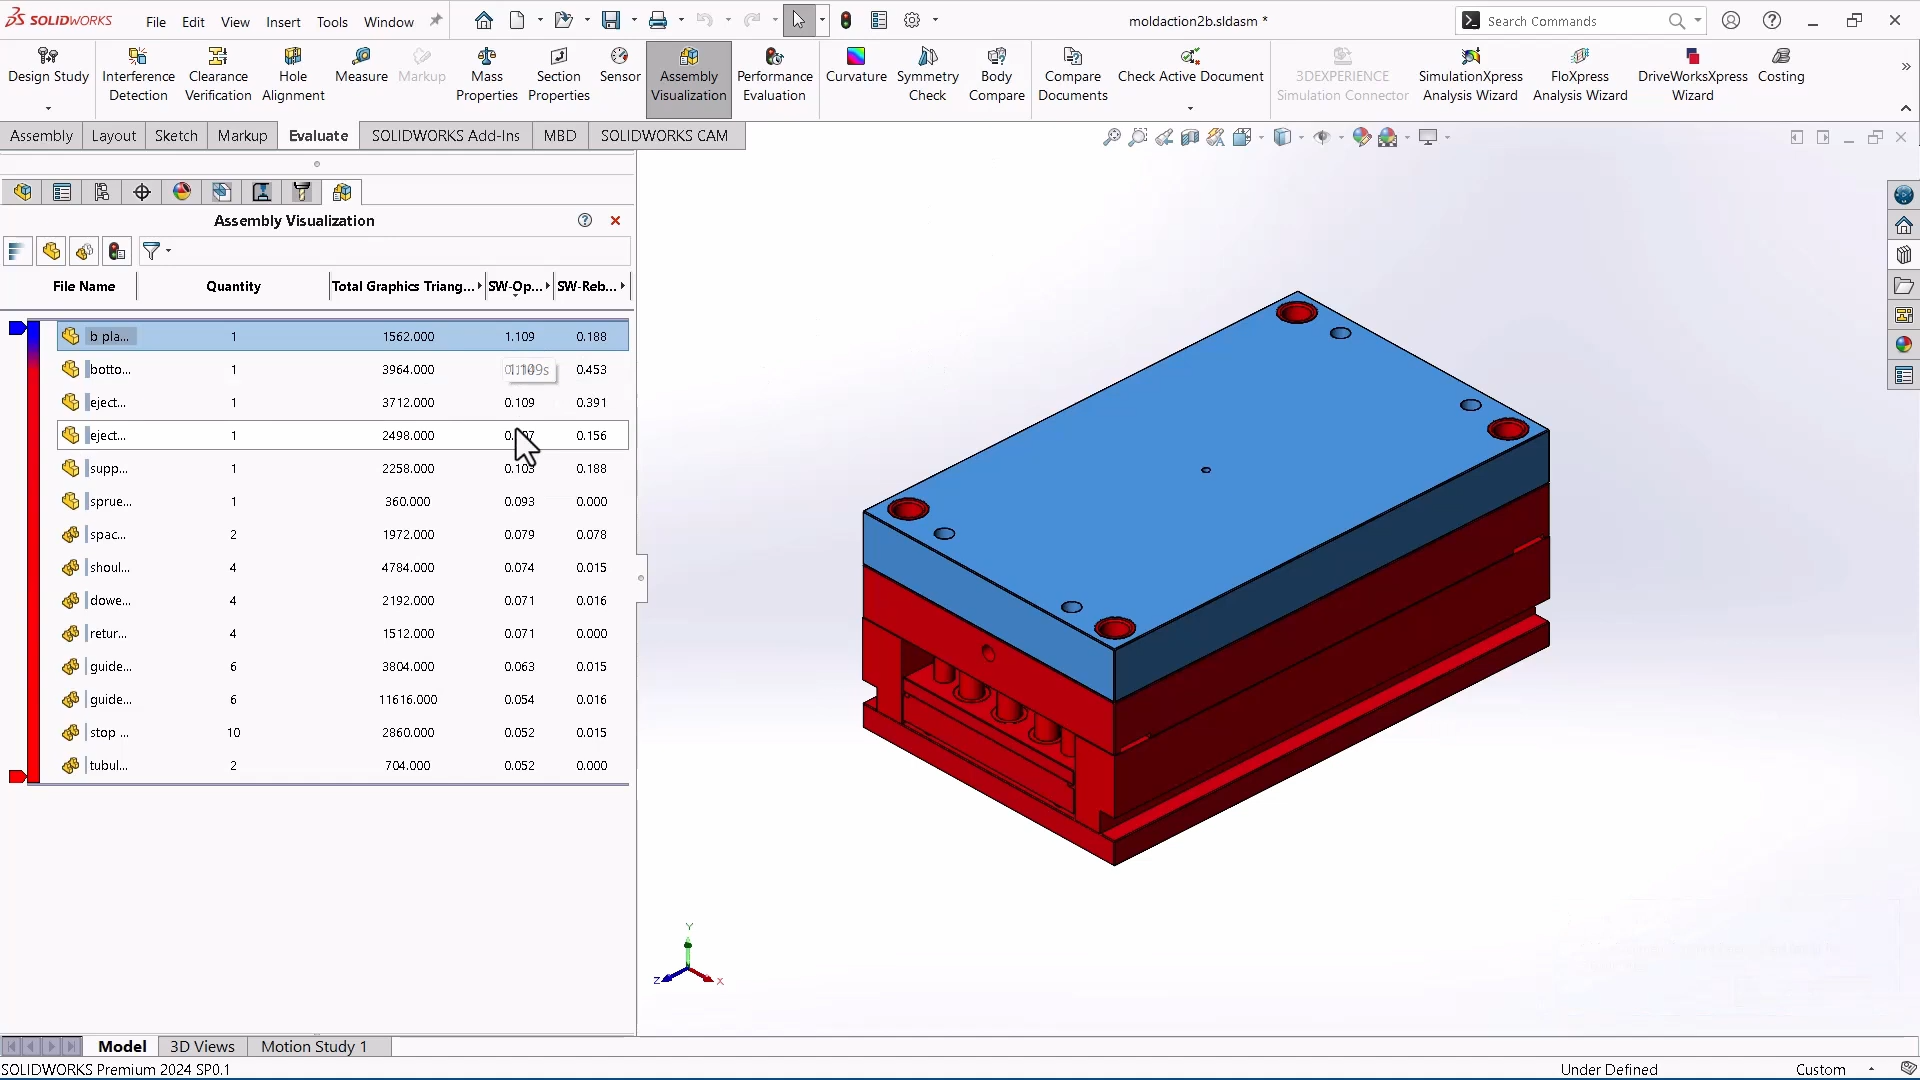 SOLIDWORKS File Edit View Insert Tools Window moldaction2b.sldasm * Search Commands
Design Study Interference Detection Clearance Verification Hole Alignment Measure Markup Mass Properties Section Properties Sensor Assembly Visualization Performance Evaluation Curvature Symmetry Check Body Compare Compare Documents Check Active Document 3DEXPERIENCE Simulation Connector SimulationXpress Analysis Wizard FloXpress Analysis Wizard DriveWorksXpress Wizard Costing
Assembly Layout Sketch Markup Evaluate SOLIDWORKS Add-Ins MBD SOLIDWORKS CAM
Assembly Visualization
File Name Quantity Total Graphics Triang... SW-Op... SW-Reb...
b pla... 1 1562.000 1.109 0.188
botto... 1 3964.000 1.109s 0.453
eject... 1 3712.000 0.109 0.391
eject... 1 2498.000 0.156
supp... 1 2258.000 0.103 0.188
sprue... 1 360.000 0.093 0.000
spac... 2 1972.000 0.079 0.078
shoul... 4 4784.000 0.074 0.015
dowe... 4 2192.000 0.071 0.016
retur... 4 1512.000 0.071 0.000
guide... 6 3804.000 0.063 0.015
guide... 6 11616.000 0.054 0.016
stop ... 10 2860.000 0.052 0.015
tubul... 2 704.000 0.052 0.000
Y
Z X
Model 3D Views Motion Study 1
SOLIDWORKS Premium 2024 SP0.1 Under Defined Custom